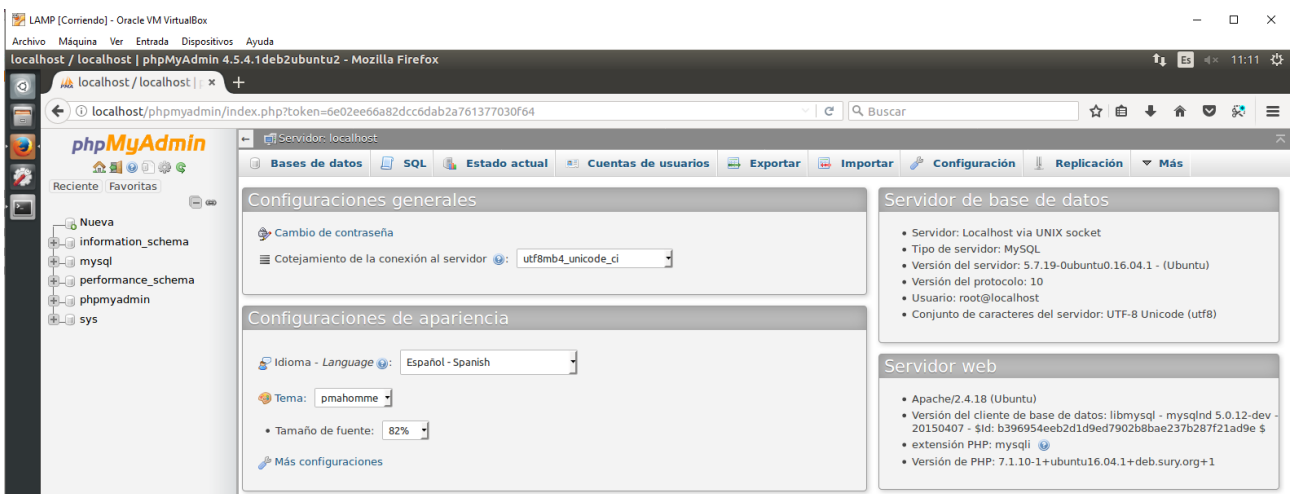 LAMP [Corriendo] - Oracle VM VirtualBox
Archivo Máquina Ver Entrada Dispositivos Ayuda
localhost / localhost | phpMyAdmin 4.5.4.1deb2ubuntu2 - Mozilla Firefox
Es 11:11
localhost / localhost |
localhost/phpmyadmin/index.php?token=6e02ee66a82dcc6dab2a761377030f64
Buscar
phpMyAdmin
Reciente Favoritas
Nueva
information_schema
mysql
performance_schema
phpmyadmin
sys
Servidor: localhost
Bases de datos SQL Estado actual Cuentas de usuarios Exportar Importar Configuración Replicación Más
Configuraciones generales
Cambio de contraseña
Cotejamiento de la conexión al servidor : utf8mb4_unicode_ci
Configuraciones de apariencia
Idioma - Language : Español - Spanish
Tema: pmahomme
• Tamaño de fuente: 82%
Más configuraciones
Servidor de base de datos
• Servidor: Localhost via UNIX socket
• Tipo de servidor: MySQL
• Versión del servidor: 5.7.19-0ubuntu0.16.04.1 - (Ubuntu)
• Versión del protocolo: 10
• Usuario: root@localhost
• Conjunto de caracteres del servidor: UTF-8 Unicode (utf8)
Servidor web
• Apache/2.4.18 (Ubuntu)
• Versión del cliente de base de datos: libmysql - mysqlnd 5.0.12-dev -
20150407 - $Id: b396954eeb2d1d9ed7902b8bae237b287f21ad9e $
• extensión PHP: mysqli
• Versión de PHP: 7.1.10-1+ubuntu16.04.1+deb.sury.org+1